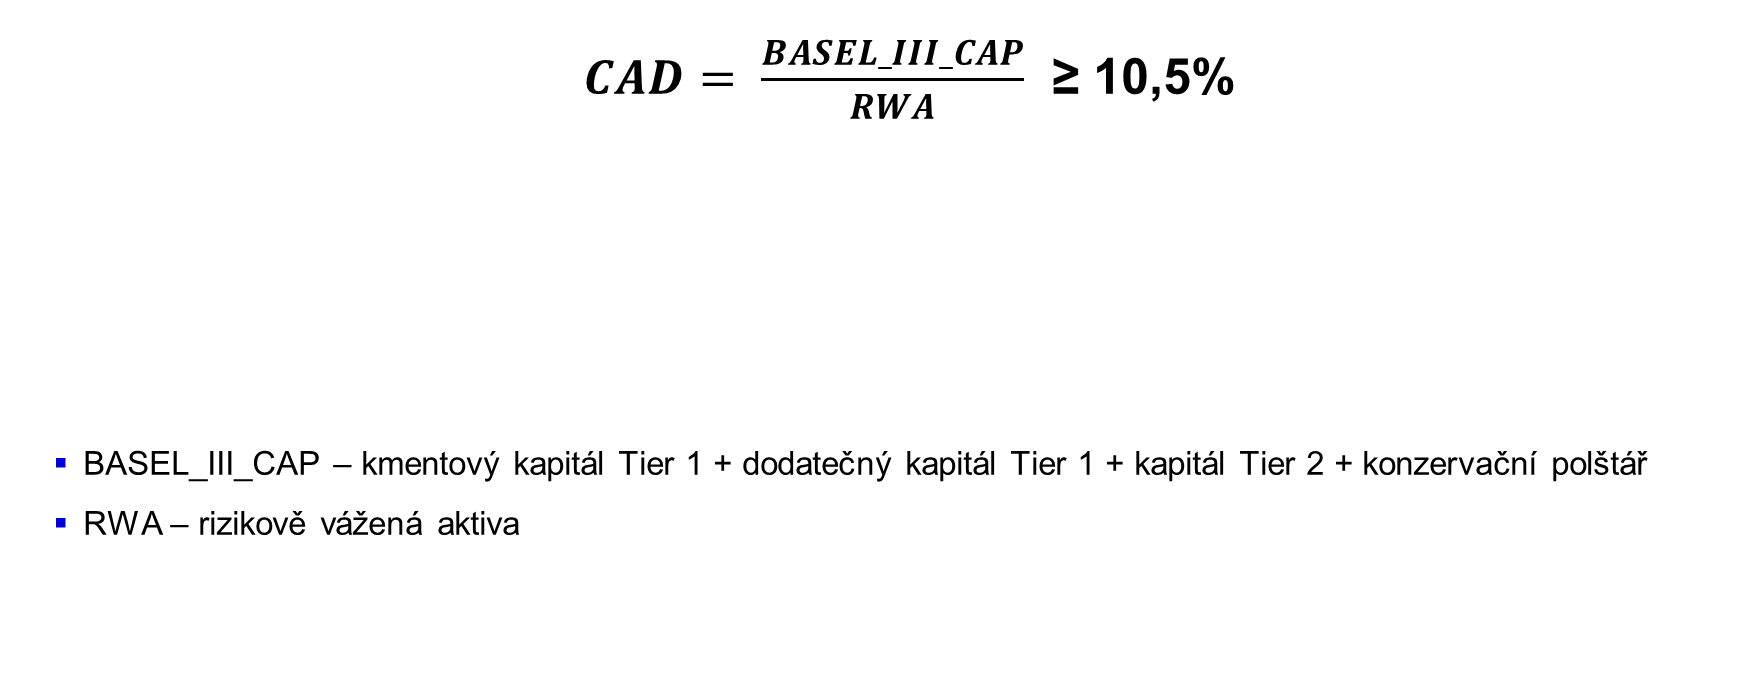 CAD = BASEL_III_CAP / RWA ≥ 10,5%
▪ BASEL_III_CAP – kmentový kapitál Tier 1 + dodatečný kapitál Tier 1 + kapitál Tier 2 + konzervační polštář
▪ RWA – rizikově vážená aktiva